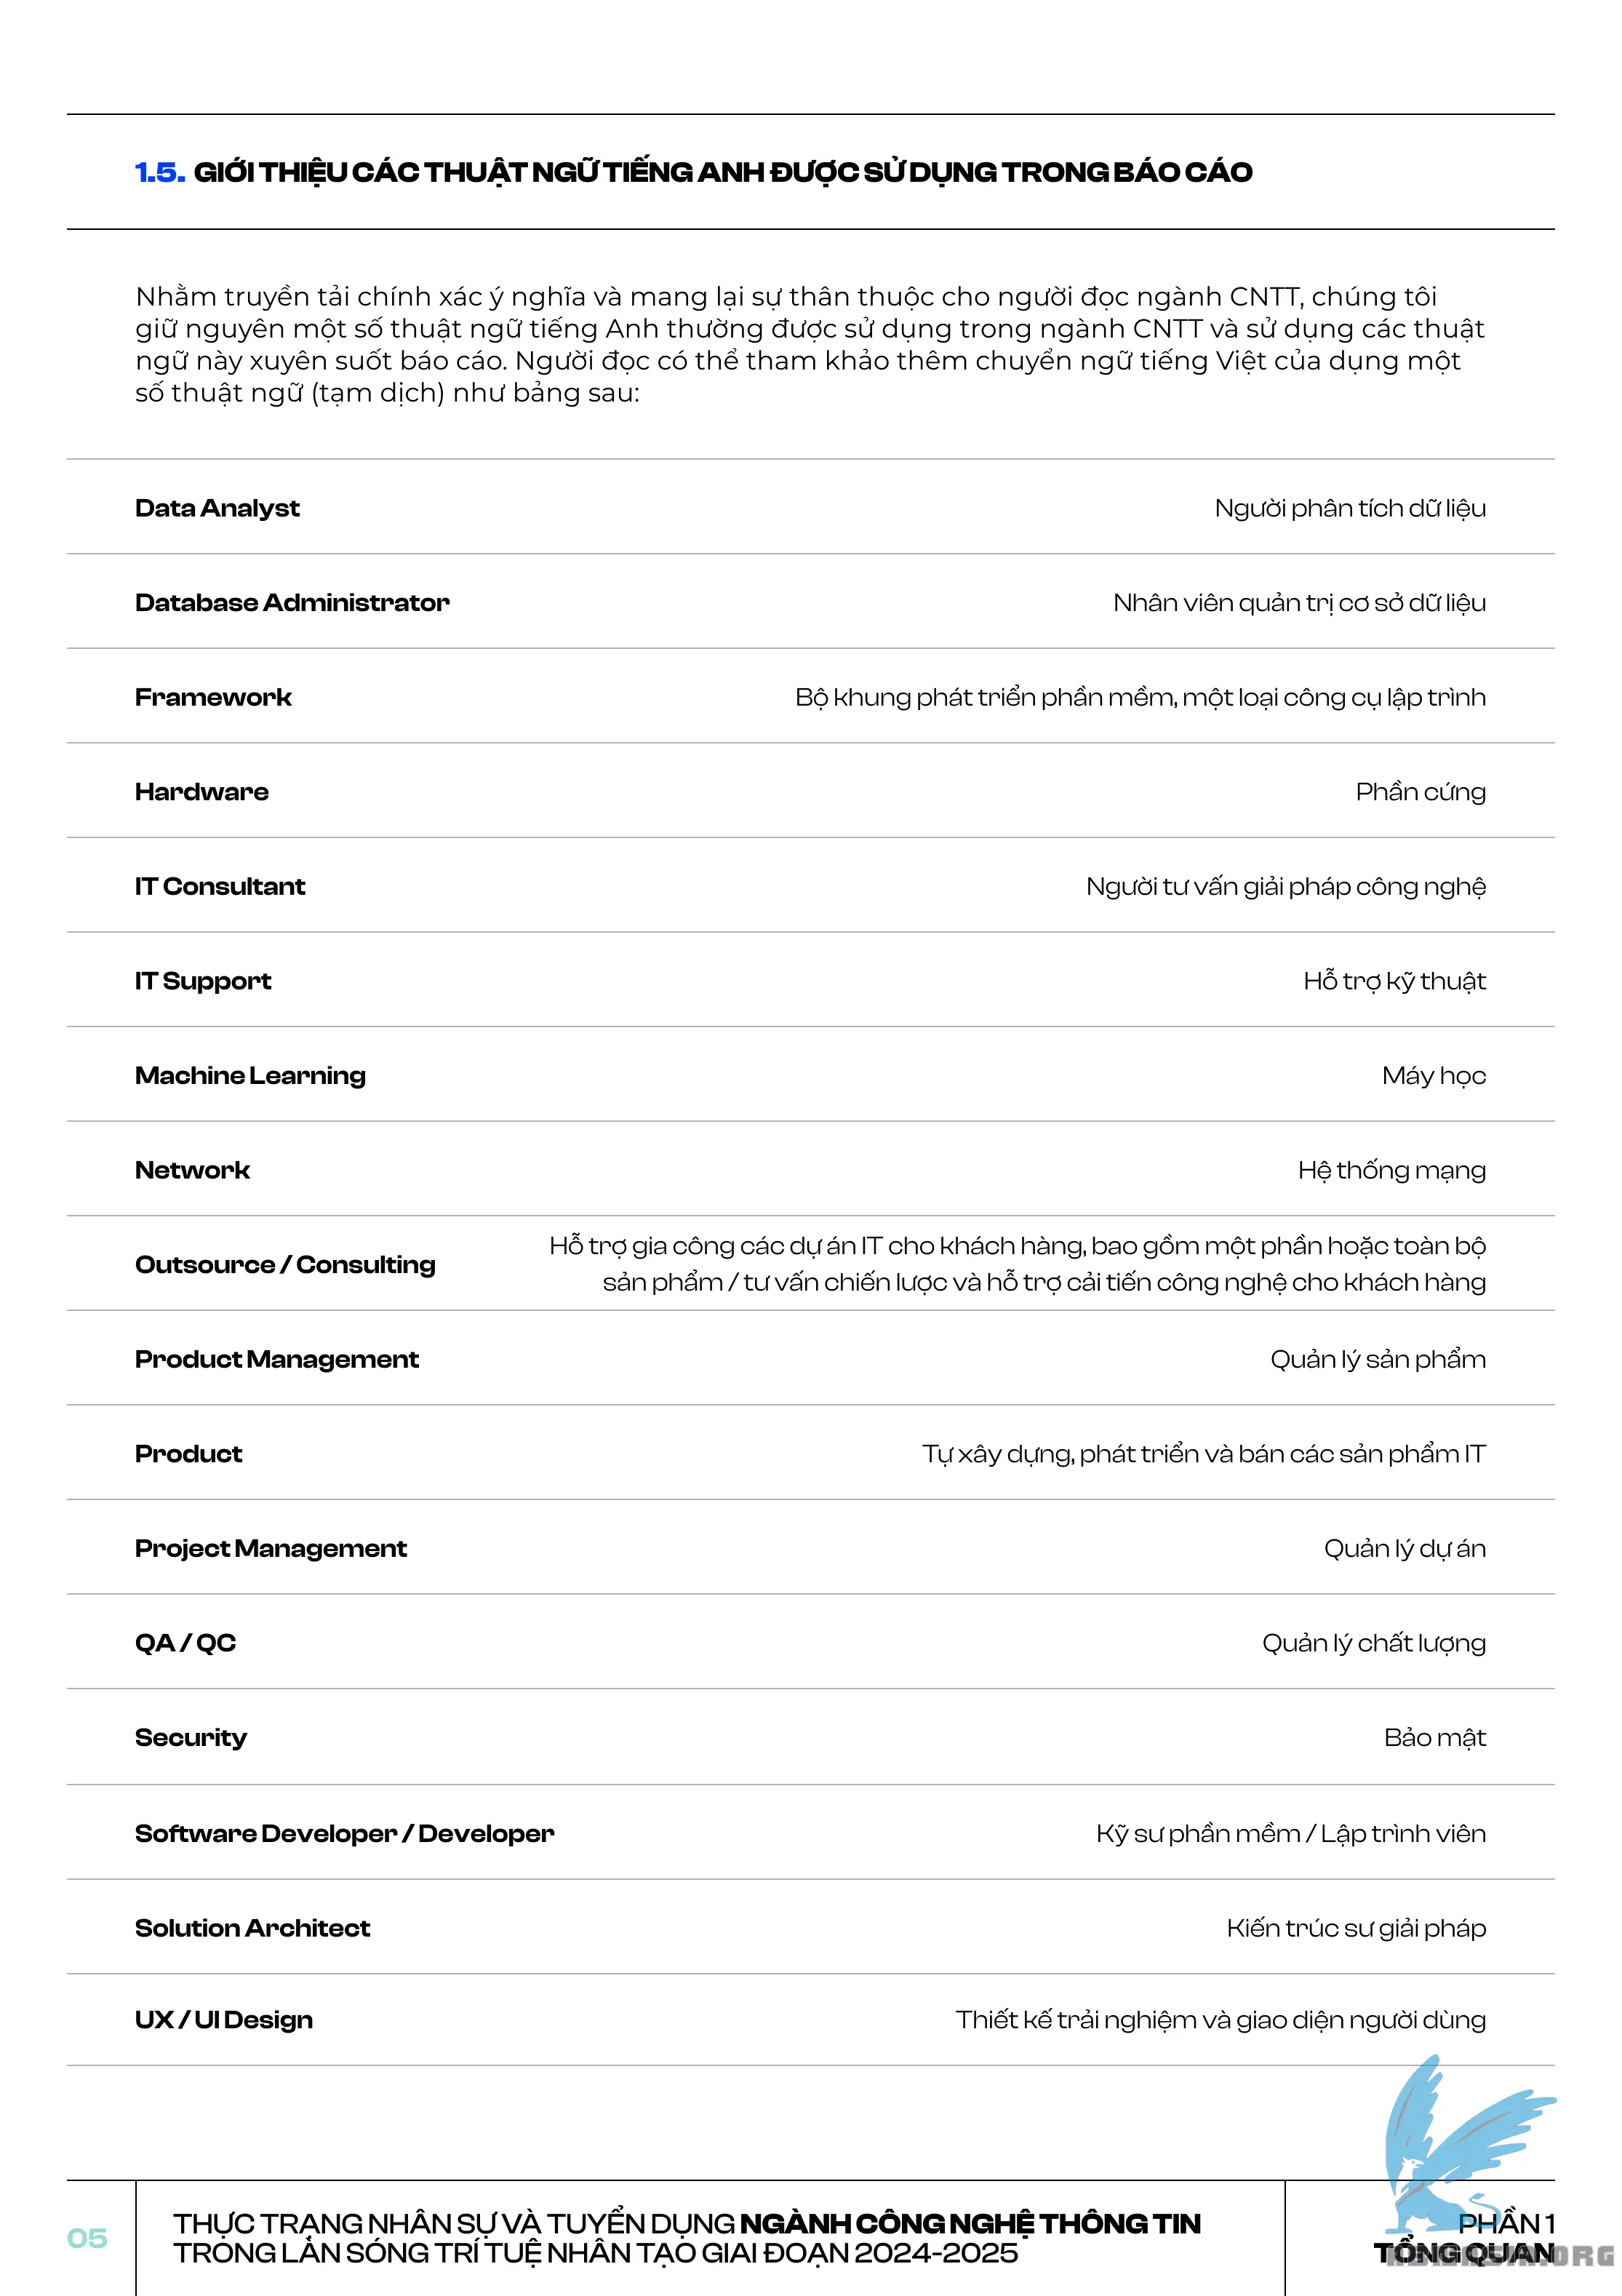 1.5. GIỚI THIỆU CÁC THUẬT NGỮ TIẾNG ANH ĐƯỢC SỬ DỤNG TRONG BÁO CÁO
Nhằm truyền tải chính xác ý nghĩa và mang lại sự thân thuộc cho người đọc ngành CNTT, chúng tôi
giữ nguyên một số thuật ngữ tiếng Anh thường được sử dụng trong ngành CNTT và sử dụng các thuật
ngữ này xuyên suốt báo cáo. Người đọc có thể tham khảo thêm chuyển ngữ tiếng Việt của dụng một
số thuật ngữ (tạm dịch) như bảng sau:
Data Analyst Người phân tích dữ liệu
Database Administrator Nhân viên quản trị cơ sở dữ liệu
Framework Bộ khung phát triển phần mềm, một loại công cụ lập trình
Hardware Phần cứng
IT Consultant Người tư vấn giải pháp công nghệ
IT Support Hỗ trợ kỹ thuật
Machine Learning Máy học
Network Hệ thống mạng
Outsource / Consulting Hỗ trợ gia công các dự án IT cho khách hàng, bao gồm một phần hoặc toàn bộ
sản phẩm / tư vấn chiến lược và hỗ trợ cải tiến công nghệ cho khách hàng
Product Management Quản lý sản phẩm
Product Tự xây dựng, phát triển và bán các sản phẩm IT
Project Management Quản lý dự án
QA / QC Quản lý chất lượng
Security Bảo mật
Software Developer / Developer Kỹ sư phần mềm / Lập trình viên
Solution Architect Kiến trúc sư giải pháp
UX / UI Design Thiết kế trải nghiệm và giao diện người dùng
05
THỰC TRẠNG NHÂN SỰ VÀ TUYỂN DỤNG NGÀNH CÔNG NGHỆ THÔNG TIN
TRONG LÀN SÓNG TRÍ TUỆ NHÂN TẠO GIAI ĐOẠN 2024-2025
PHẦN 1
TỔNG QUAN